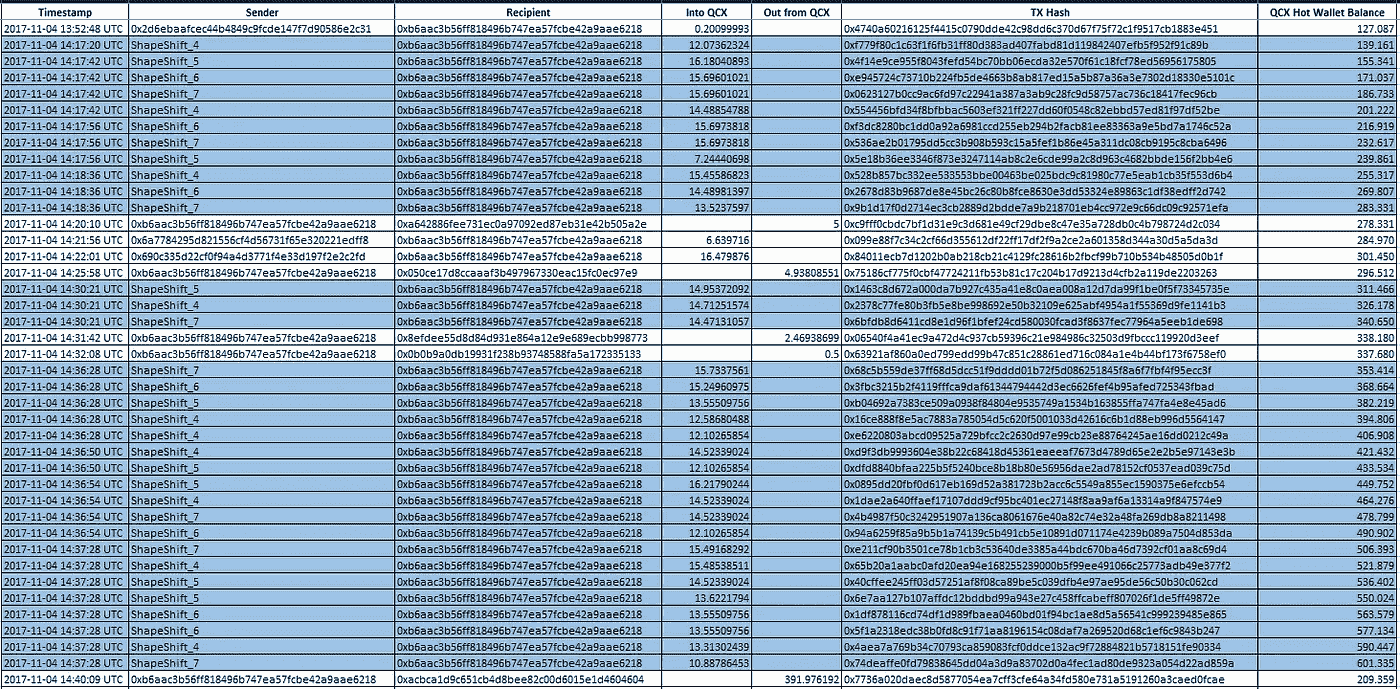 Timestamp Sender Recipient Into QCX Out from QCX TX Hash QCX Hot Wallet Balance
2017-11-04 13:52:48 UTC 0x2d6ebaafcec44b4849c9fcde147f7d90586e2c31 0xb6aac3b56ff818496b747ea57fcbe42a9aae6218 0.20099993 0x4740a60216125f4415c0790dde42c98dd6c370d67f75f72c1f9517cb1883e451 127.087
2017-11-04 14:17:20 UTC ShapeShift_4 0xb6aac3b56ff818496b747ea57fcbe42a9aae6218 12.07362324 0xf779f80c1c63f1f6fb31ff80d383ad407fabd81d119842407efb5f952f91c89b 139.161
2017-11-04 14:17:42 UTC ShapeShift_5 0xb6aac3b56ff818496b747ea57fcbe42a9aae6218 16.18040893 0x4f14e9ce955f8043fefd54bc70bb06ecda32e570f61c18fcf78ed56956175805 155.341
2017-11-04 14:17:42 UTC ShapeShift_6 0xb6aac3b56ff818496b747ea57fcbe42a9aae6218 15.69601021 0xe945724c73710b224fb5de4663b8ab817ed15a5b87a36a3e7302d18330e5101c 171.037
2017-11-04 14:17:42 UTC ShapeShift_7 0xb6aac3b56ff818496b747ea57fcbe42a9aae6218 15.69601021 0x0623127b0cc9ac6fd97c22941a387a3ab9c28fc9d58757ac736c18417fec96cb 186.733
2017-11-04 14:17:42 UTC ShapeShift_4 0xb6aac3b56ff818496b747ea57fcbe42a9aae6218 14.48854788 0x554456bfd34f8bfbbac5603ef321ff227dd60f0548c82ebbd57ed81f97df52be 201.222
2017-11-04 14:17:56 UTC ShapeShift_6 0xb6aac3b56ff818496b747ea57fcbe42a9aae6218 15.6973818 0xf3dc8280bc1dd0a92a6981ccd255eb294b2facb81ee83363a9e5bd7a1746c52a 216.919
2017-11-04 14:17:56 UTC ShapeShift_7 0xb6aac3b56ff818496b747ea57fcbe42a9aae6218 15.6973818 0x536ae2b01795dd5cc3b908b593c15a5fef1b86e45a311dc08cb9195c8cba6496 232.617
2017-11-04 14:17:56 UTC ShapeShift_5 0xb6aac3b56ff818496b747ea57fcbe42a9aae6218 7.24440698 0x5e18b36ee3346f873e3247114ab8c2e6cde99a2c8d963c4682bbde156f2bb4e6 239.861
2017-11-04 14:18:36 UTC ShapeShift_4 0xb6aac3b56ff818496b747ea57fcbe42a9aae6218 15.45586823 0x528b857bc332ee533553bbe00463be025bdc9c81980c77e5eab1cb35f553d6b4 255.317
2017-11-04 14:18:36 UTC ShapeShift_6 0xb6aac3b56ff818496b747ea57fcbe42a9aae6218 14.48981397 0x2678d83b9687de8e45bc26c80b8fce8630e3dd53324e89863c1df38edff2d742 269.807
2017-11-04 14:18:36 UTC ShapeShift_7 0xb6aac3b56ff818496b747ea57fcbe42a9aae6218 13.5237597 0x9b1d17f0d2714ec3cb2889d2bdde7a9b218701eb4cc972e9c66dc09c92571efa 283.331
2017-11-04 14:20:10 UTC 0xb6aac3b56ff818496b747ea57fcbe42a9aae6218 0xa642886fee731ec0a97092ed87eb31e42b505a2e 5 0xc9fff0cbdc7bf1d31e9c3d681e49cf29dbe8c47e35a728db0c4b798724d2c034 278.331
2017-11-04 14:21:56 UTC 0x6a7784295d821556cf4d56731f65e320221edff8 0xb6aac3b56ff818496b747ea57fcbe42a9aae6218 6.639716 0x099e88f7c34c2cf66d355612df22ff17df2f9a2ce2a601358d344a30d5a5da3d 284.970
2017-11-04 14:22:01 UTC 0x690c335d22cf0f94a4d3771f4e33d197f2e2c2fd 0xb6aac3b56ff818496b747ea57fcbe42a9aae6218 16.479876 0x84011ecb7d1202b0ab218cb21c4129fc28616b2fbcf99b710b534b48505d0b1f 301.450
2017-11-04 14:25:58 UTC 0xb6aac3b56ff818496b747ea57fcbe42a9aae6218 0x050ce17d8ccaaaf3b497967330eac15fc0ec97e9 4.93808551 0x75186cf775f0cbf47724211fb53b81c17c204b17d9213d4cfb2a119de2203263 296.512
2017-11-04 14:30:21 UTC ShapeShift_5 0xb6aac3b56ff818496b747ea57fcbe42a9aae6218 14.95372092 0x1463c8d672a000da7b927c435a41e8c0aea008a12d7da99f1be0f5f73345735e 311.466
2017-11-04 14:30:21 UTC ShapeShift_4 0xb6aac3b56ff818496b747ea57fcbe42a9aae6218 14.71251574 0x2378c77fe80b3fb5e8be998692e50b32109e625abf4954a1f55369d9fe1141b3 326.178
2017-11-04 14:30:21 UTC ShapeShift_7 0xb6aac3b56ff818496b747ea57fcbe42a9aae6218 14.47131057 0x6bfdb8d6411cd8e1d96f1bfef24cd580030fcad3f8637fec77964a5eeb1de698 340.650
2017-11-04 14:31:42 UTC 0xb6aac3b56ff818496b747ea57fcbe42a9aae6218 0x8efdee55d8d84d931e864a12e9e689ecbb998773 2.46938699 0x06540f4a41ec9a472d4c937cb59396c21e984986c32503d9fbccc119920d3eef 338.180
2017-11-04 14:32:08 UTC 0xb6aac3b56ff818496b747ea57fcbe42a9aae6218 0x0b0b9a0db19931f238b93748588fa5a172335133 0.5 0x63921af860a0ed799edd99b47c851c28861ed716c084a1e4b44bf173f6758ef0 337.680
2017-11-04 14:36:28 UTC ShapeShift_7 0xb6aac3b56ff818496b747ea57fcbe42a9aae6218 15.7337561 0x68c5b559de37ff68d5dcc51f9dddd01b72f5d086251845f8a6f7fbf4f95ecc3f 353.414
2017-11-04 14:36:28 UTC ShapeShift_6 0xb6aac3b56ff818496b747ea57fcbe42a9aae6218 15.24960975 0x3fbc3215b2f4119fffca9daf61344794442d3ec6626fef4b95afed725343fbad 368.664
2017-11-04 14:36:28 UTC ShapeShift_5 0xb6aac3b56ff818496b747ea57fcbe42a9aae6218 13.55509756 0xb04692a7383ce509a0938f84804e9535749a1534b163855ffa747fa4e8e45ad6 382.219
2017-11-04 14:36:28 UTC ShapeShift_4 0xb6aac3b56ff818496b747ea57fcbe42a9aae6218 12.58680488 0x16ce888f8e5ac7883a785054d5c620f5001033d42616c6b1d88eb996d5564147 394.806
2017-11-04 14:36:28 UTC ShapeShift_4 0xb6aac3b56ff818496b747ea57fcbe42a9aae6218 12.10265854 0xe6220803abcd09525a729bfcc2c2630d97e99cb23e88764245ae16dd0212c49a 406.908
2017-11-04 14:36:50 UTC ShapeShift_4 0xb6aac3b56ff818496b747ea57fcbe42a9aae6218 14.52339024 0xd9f3db9993604e38b22c68418d45361eaeeaf7673d4789d65e2e2b5e97143e3b 421.432
2017-11-04 14:36:50 UTC ShapeShift_5 0xb6aac3b56ff818496b747ea57fcbe42a9aae6218 12.10265854 0xdfd8840bfaa225b5f5240bce8b18b80e56956dae2ad78152cf0537ead039c75d 433.534
2017-11-04 14:36:54 UTC ShapeShift_5 0xb6aac3b56ff818496b747ea57fcbe42a9aae6218 16.21790244 0x0895dd20fbf0d617eb169d52a381723b2acc6c5549a855ec1590375e6efccb54 449.752
2017-11-04 14:36:54 UTC ShapeShift_4 0xb6aac3b56ff818496b747ea57fcbe42a9aae6218 14.52339024 0x1dae2a640ffaef17107ddd9cf95bc401ec27148f8aa9af6a13314a9f847574e9 464.276
2017-11-04 14:36:54 UTC ShapeShift_7 0xb6aac3b56ff818496b747ea57fcbe42a9aae6218 14.52339024 0x4b4987f50c3242951907a136ca8061676e40a82c74e32a48fa269db8a8211498 478.799
2017-11-04 14:36:54 UTC ShapeShift_6 0xb6aac3b56ff818496b747ea57fcbe42a9aae6218 12.10265854 0x94a6259f85a9b5b1a74139c5b491cb5e10891d071174e4239b089a7504d853da 490.902
2017-11-04 14:37:28 UTC ShapeShift_7 0xb6aac3b56ff818496b747ea57fcbe42a9aae6218 15.49168292 0xe211cf90b3501ce78b1cb3c53640de3385a44bdc670ba46d7392cf01aa8c69d4 506.393
2017-11-04 14:37:28 UTC ShapeShift_4 0xb6aac3b56ff818496b747ea57fcbe42a9aae6218 15.48538511 0x65b20a1aabc0afd20ea94e168255239000b5f99ee491066c25773adb49e377f2 521.879
2017-11-04 14:37:28 UTC ShapeShift_5 0xb6aac3b56ff818496b747ea57fcbe42a9aae6218 14.52339024 0x40cffee245ff03d57251af8f08ca89be5c039dfb4e97ae95de56c50b30c062cd 536.402
2017-11-04 14:37:28 UTC ShapeShift_5 0xb6aac3b56ff818496b747ea57fcbe42a9aae6218 13.6221794 0x6e7aa127b107affdc12bddbd99a943e27c458ffcabeff807026f1de5ff49872e 550.024
2017-11-04 14:37:28 UTC ShapeShift_6 0xb6aac3b56ff818496b747ea57fcbe42a9aae6218 13.55509756 0x1df878116cd74df1d989fbaea0460bd01f94bc1ae8d5a56541c999239485e865 563.579
2017-11-04 14:37:28 UTC ShapeShift_6 0xb6aac3b56ff818496b747ea57fcbe42a9aae6218 13.55509756 0x5f1a2318edc38b0fd8c91f71aa8196154c08daf7a269520d68c1ef6c9843b247 577.134
2017-11-04 14:37:28 UTC ShapeShift_4 0xb6aac3b56ff818496b747ea57fcbe42a9aae6218 13.31302439 0x4aea7a769b34c70793ca859083fcf0ddce132ac9f72884821b5718151fe90334 590.447
2017-11-04 14:37:28 UTC ShapeShift_7 0xb6aac3b56ff818496b747ea57fcbe42a9aae6218 10.88786453 0x74deaffe0fd79838645dd04a3d9a83702d0a4fec1ad80de9323a054d22ad859a 601.335
2017-11-04 14:40:09 UTC 0xb6aac3b56ff818496b747ea57fcbe42a9aae6218 0xacbca1d9c651cb4d8bee82c00d6015e1d4604604 391.976192 0x7736a020daec8d5877054ea7cff3cfe64a34fd580e731a5191260a3caed0fcae 209.359